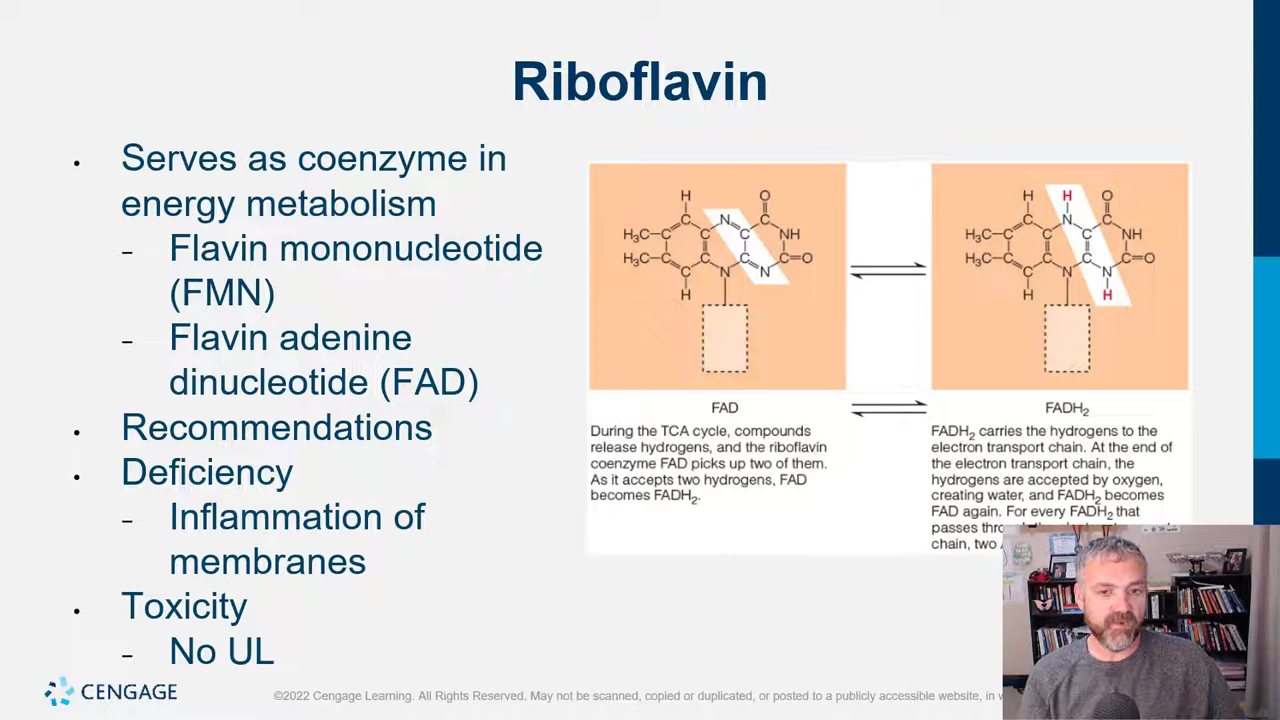 Riboflavin
• Serves as coenzyme in
energy metabolism
– Flavin mononucleotide
(FMN)
– Flavin adenine
dinucleotide (FAD)
• Recommendations
• Deficiency
– Inflammation of
membranes
• Toxicity
– No UL
H O
N C
H₃C C C C NH
H₃C C C C C=O
C N N
H
FAD
During the TCA cycle, compounds
release hydrogens, and the riboflavin
coenzyme FAD picks up two of them.
As it accepts two hydrogens, FAD
becomes FADH₂.
H H O
N C
H₃C C C C NH
H₃C C C C C=O
C N N
H H
FADH₂
FADH₂ carries the hydrogens to the
electron transport chain. At the end of
the electron transport chain, the
hydrogens are accepted by oxygen,
creating water, and FADH₂ becomes
FAD again. For every FADH₂ that
passes
chain, two
CENGAGE
©2022 Cengage Learning. All Rights Reserved. May not be scanned, copied or duplicated, or posted to a publicly accessible website, in